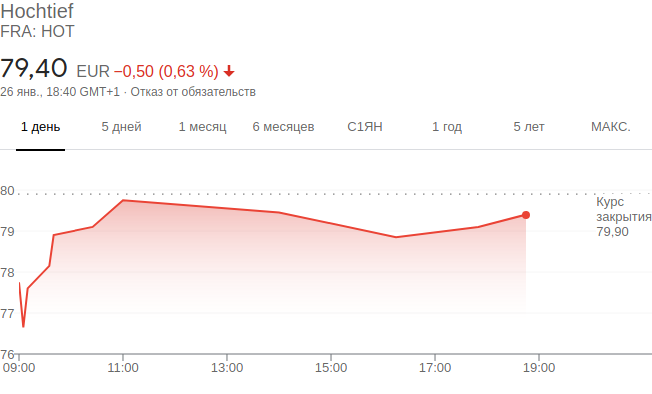 Hochtief
FRA: HOT
79,40 EUR −0,50 (0,63 %)
26 янв., 18:40 GMT+1 · Отказ от обязательств
1 день 5 дней 1 месяц 6 месяцев С1ЯН 1 год 5 лет МАКС.
80
Курс
закрытия
79,90
79
78
77
76
09:00 11:00 13:00 15:00 17:00 19:00